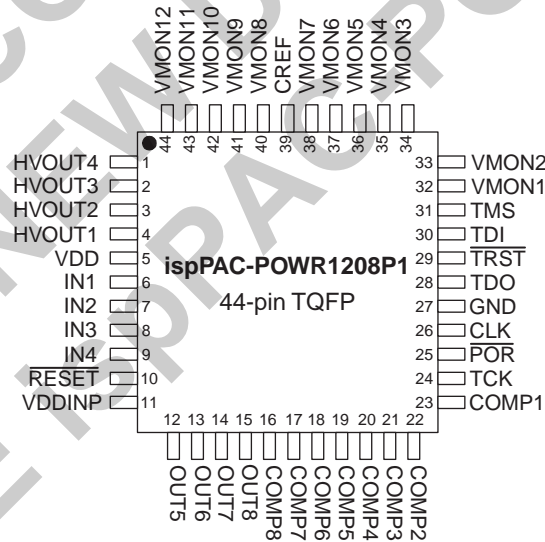 VMON12
VMON11
VMON10
VMON9
VMON8
CREF
VMON7
VMON6
VMON5
VMON4
VMON3
44
43
42
41
40
39
38
37
36
35
34
HVOUT4 1
HVOUT3 2
HVOUT2 3
HVOUT1 4
VDD 5
IN1 6
IN2 7
IN3 8
IN4 9
RESET 10
VDDINP 11
ispPAC-POWR1208P1
44-pin TQFP
33 VMON2
32 VMON1
31 TMS
30 TDI
29 TRST
28 TDO
27 GND
26 CLK
25 POR
24 TCK
23 COMP1
12 13 14 15 16 17 18 19 20 21 22
OUT5
OUT6
OUT7
OUT8
COMP8
COMP7
COMP6
COMP5
COMP4
COMP3
COMP2
NEW
ispPAC-PO